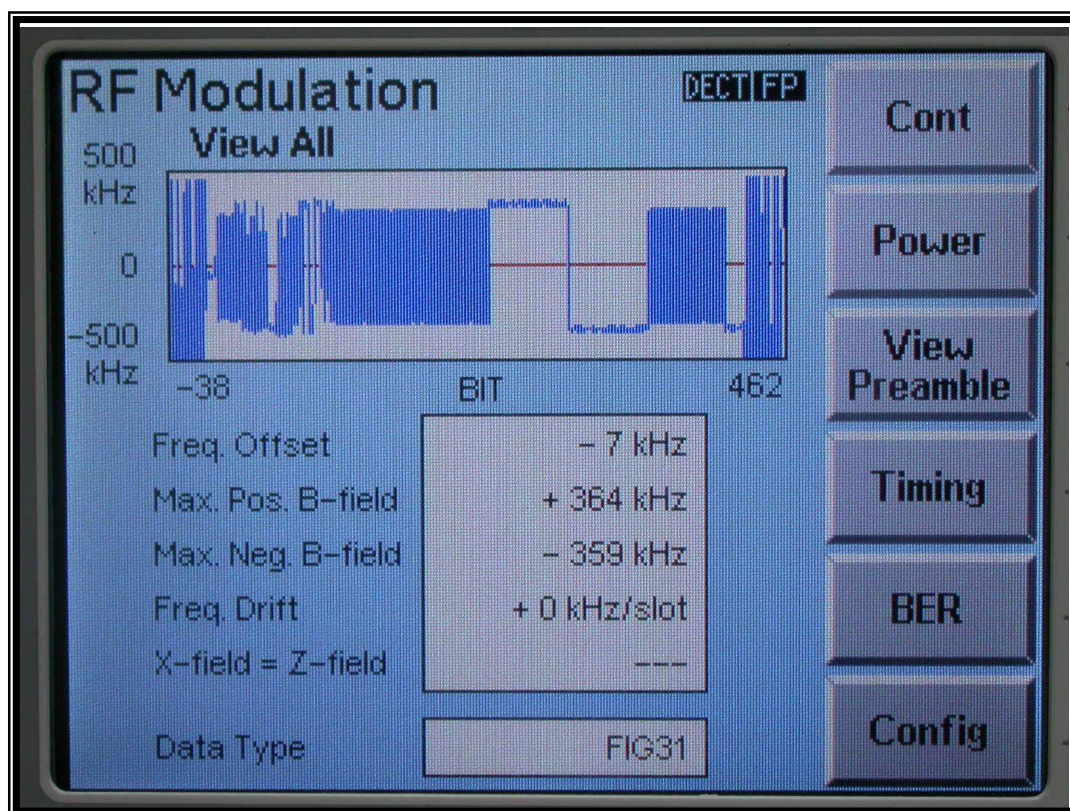 RF Modulation
DECT FP
View All
500
kHz
0
-500
kHz
-38
BIT
462
Freq. Offset
- 7 kHz
Max. Pos. B-field
+ 364 kHz
Max. Neg. B-field
- 359 kHz
Freq. Drift
+ 0 kHz/slot
X-field = Z-field
---
Data Type
FIG31
Cont
Power
View
Preamble
Timing
BER
Config